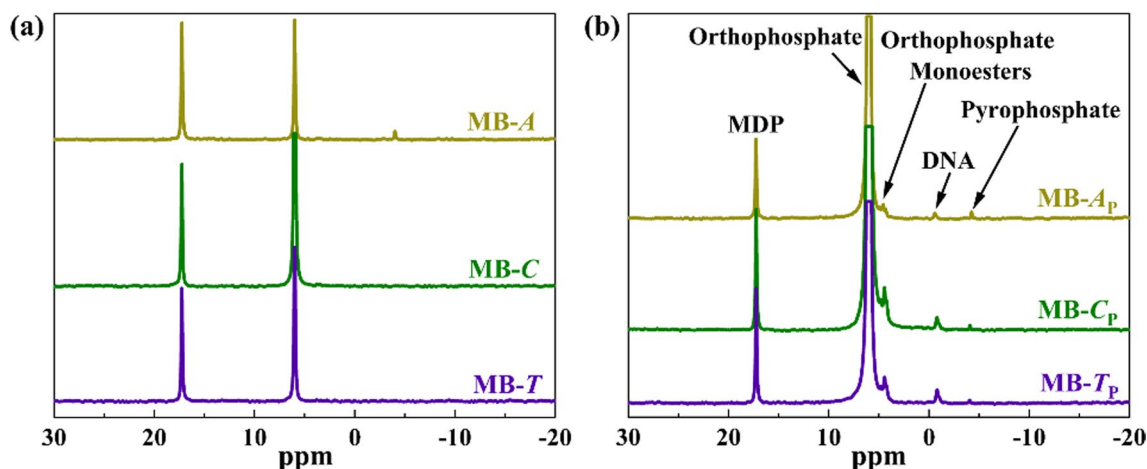 (a)
MB-A
MB-C
MB-T
30 20 10 0 -10 -20
ppm
(b)
Orthophosphate
Orthophosphate
Monoesters
Pyrophosphate
MDP
DNA
MB-AP
MB-CP
MB-TP
30 20 10 0 -10 -20
ppm